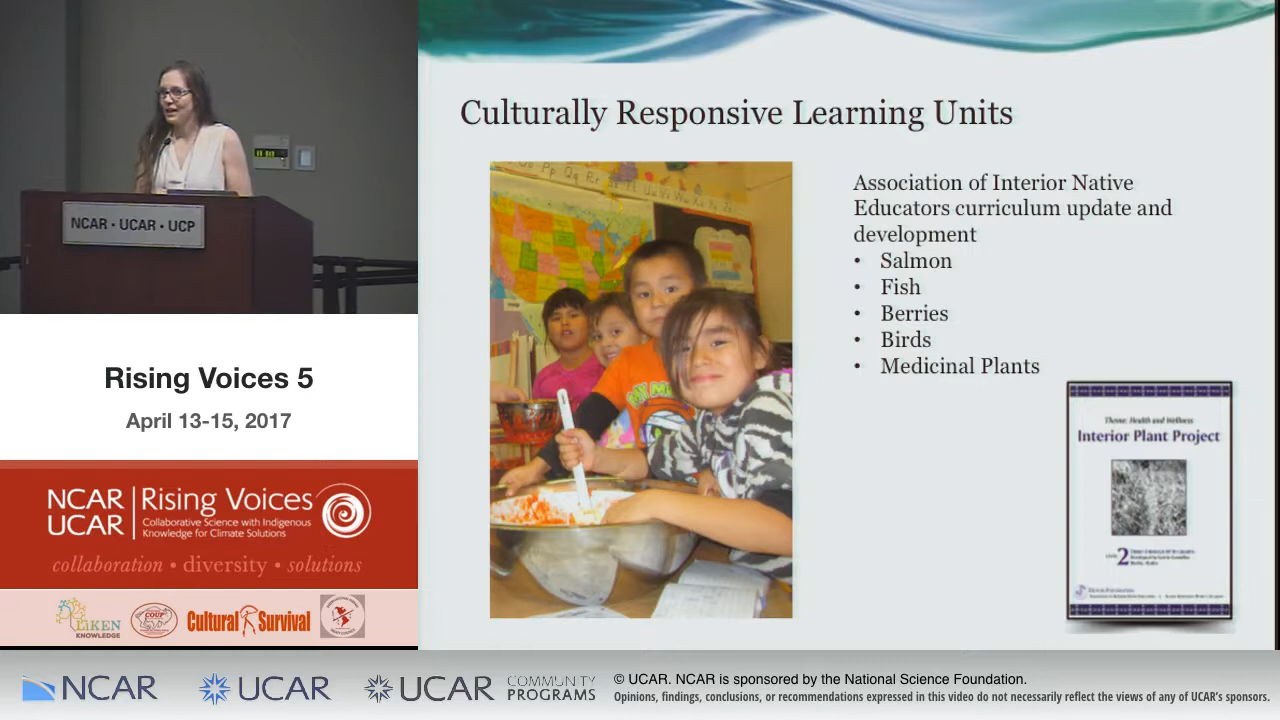 NCAR • UCAR • UCP
Rising Voices 5
April 13-15, 2017
NCAR
UCAR
Rising Voices
Collaborative Science with Indigenous
Knowledge for Climate Solutions
collaboration • diversity • solutions
LiKEN
KNOWLEDGE
Cultural Survival
Culturally Responsive Learning Units
Association of Interior Native
Educators curriculum update and
development
• Salmon
• Fish
• Berries
• Birds
• Medicinal Plants
Theme: Health and Wellness
Interior Plant Project
2
NCAR
UCAR
UCAR
COMMUNITY
PROGRAMS
© UCAR. NCAR is sponsored by the National Science Foundation.
Opinions, findings, conclusions, or recommendations expressed in this video do not necessarily reflect the views of any of UCAR's sponsors.